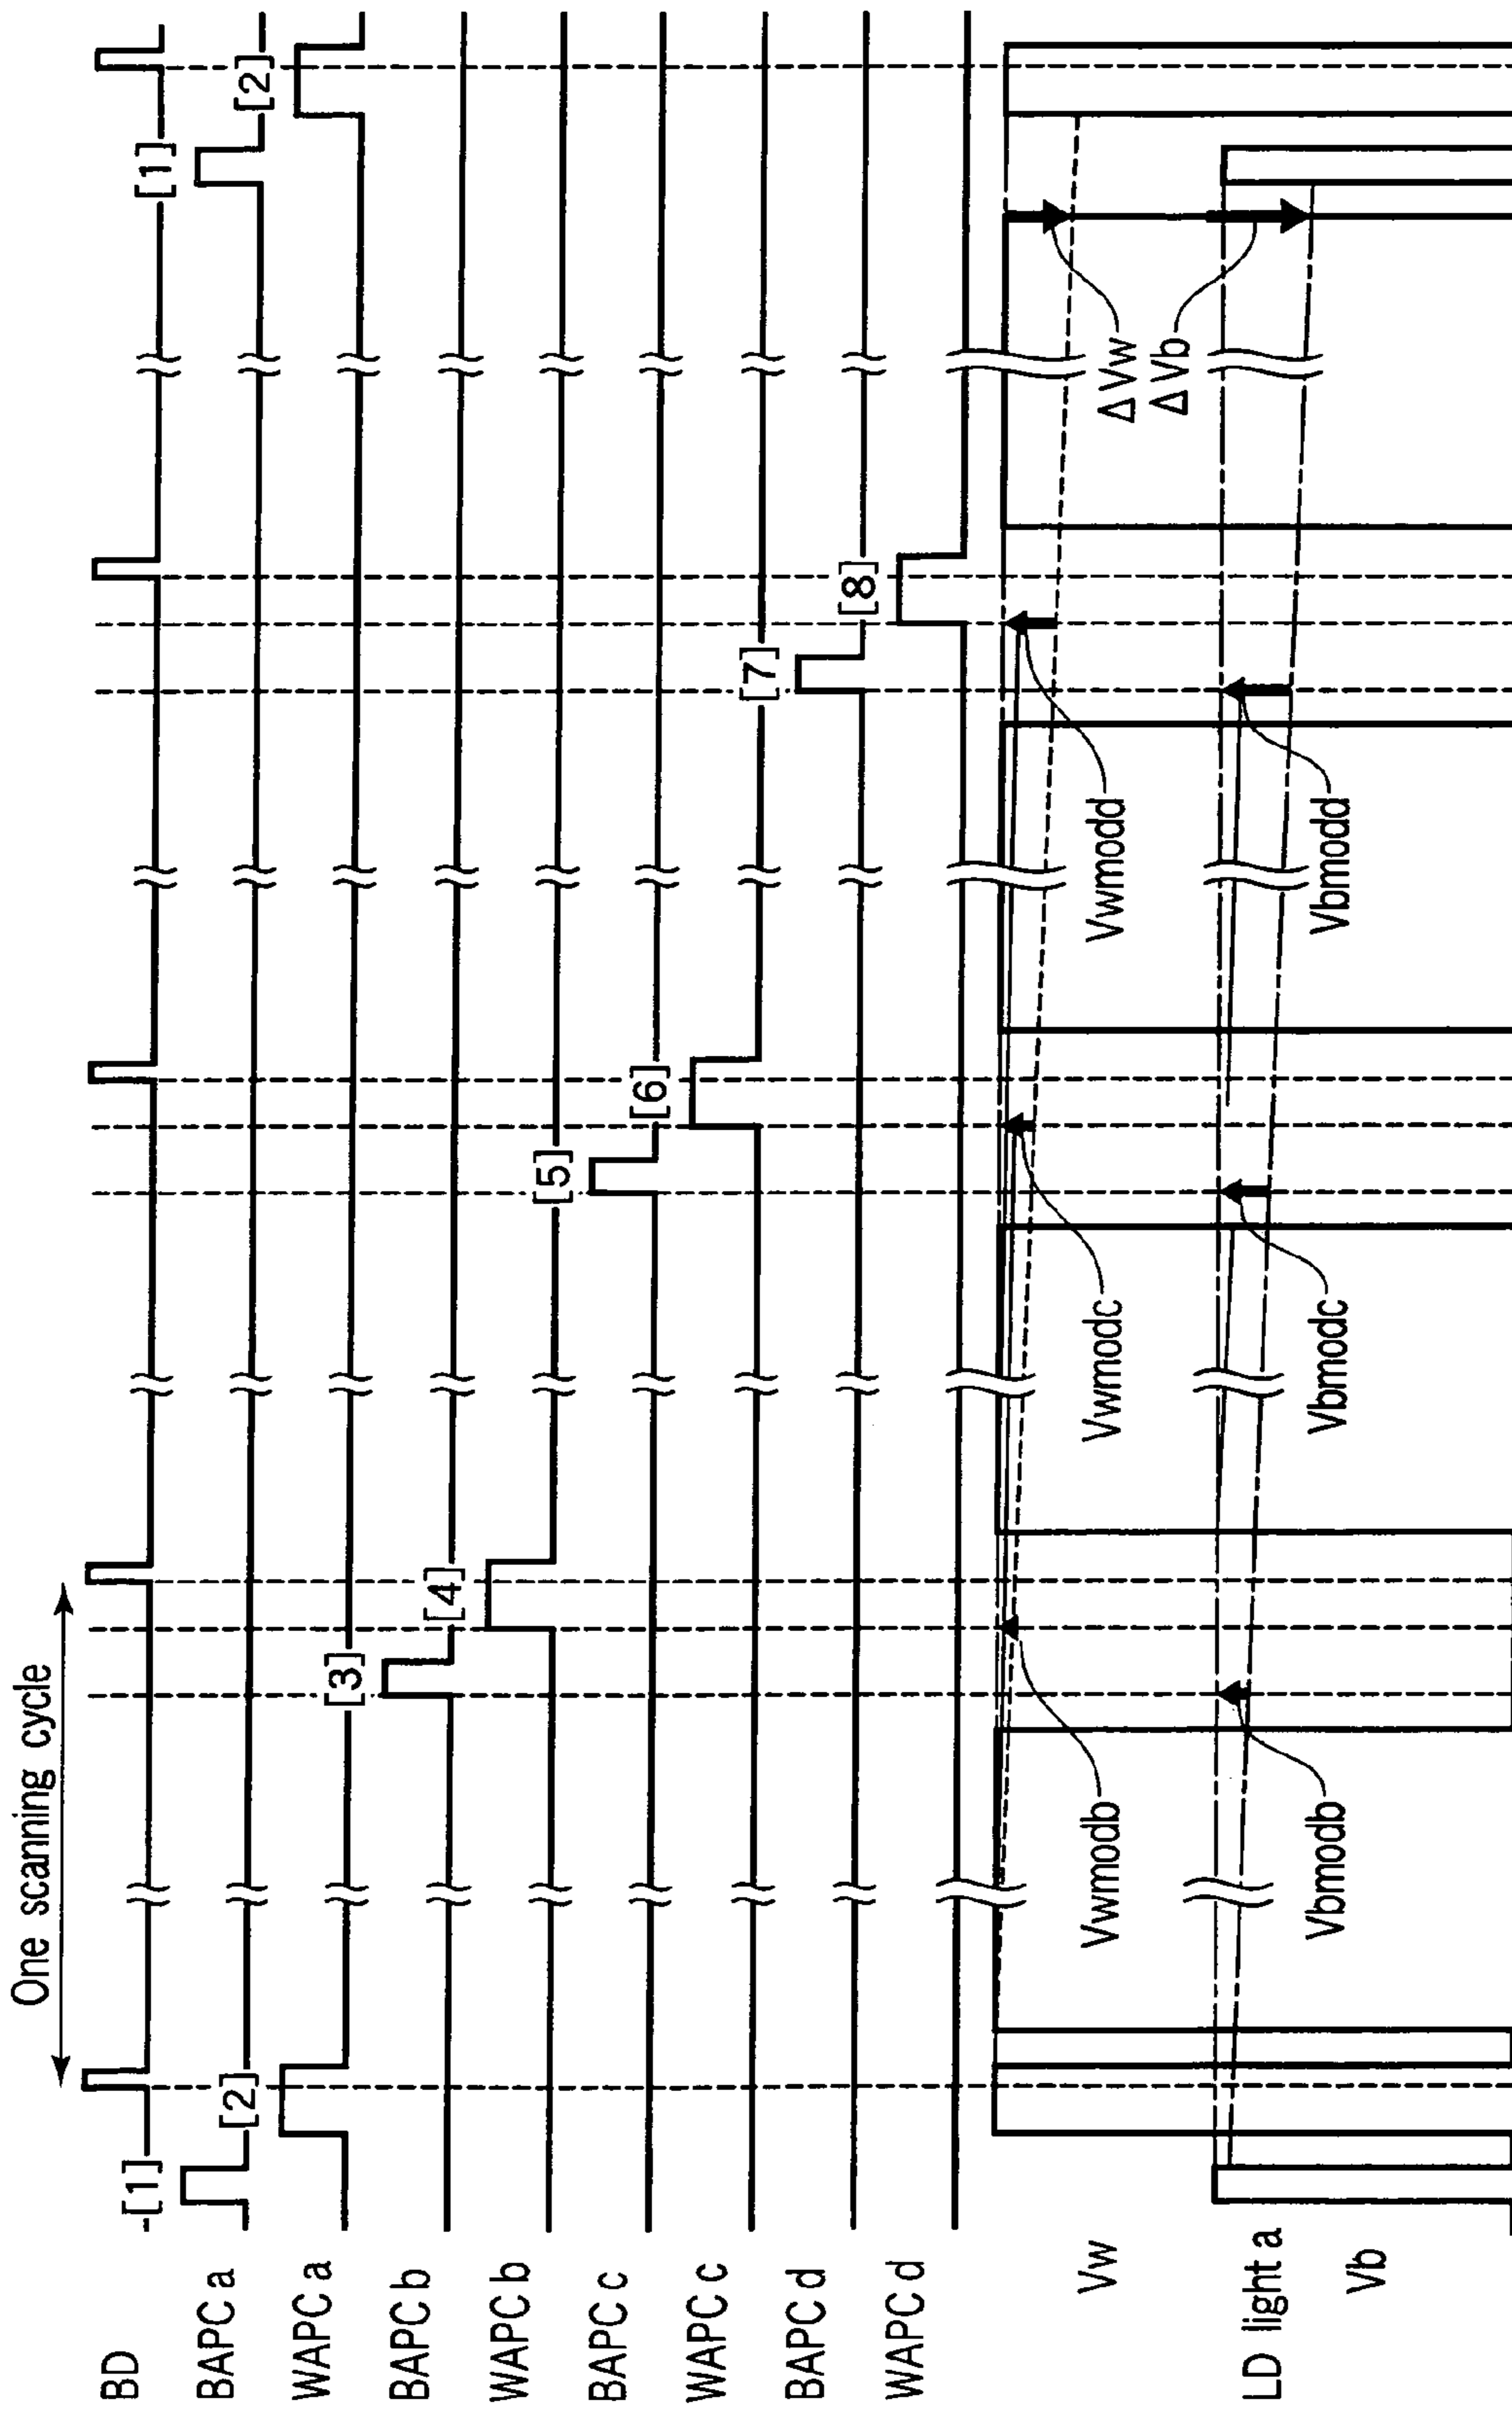 One scanning cycle
BD
BAPC a
WAPC a
BAPC b
WAPC b
BAPC c
WAPC c
BAPC d
WAPC d
Vw
LD light a
Vb
[1]
[2]
[3]
[4]
[5]
[6]
[7]
[8]
[1]
[2]
Vwmodb
Vbmodb
Vwmodc
Vbmodc
Vwmodd
Vbmodd
ΔVw
ΔVb